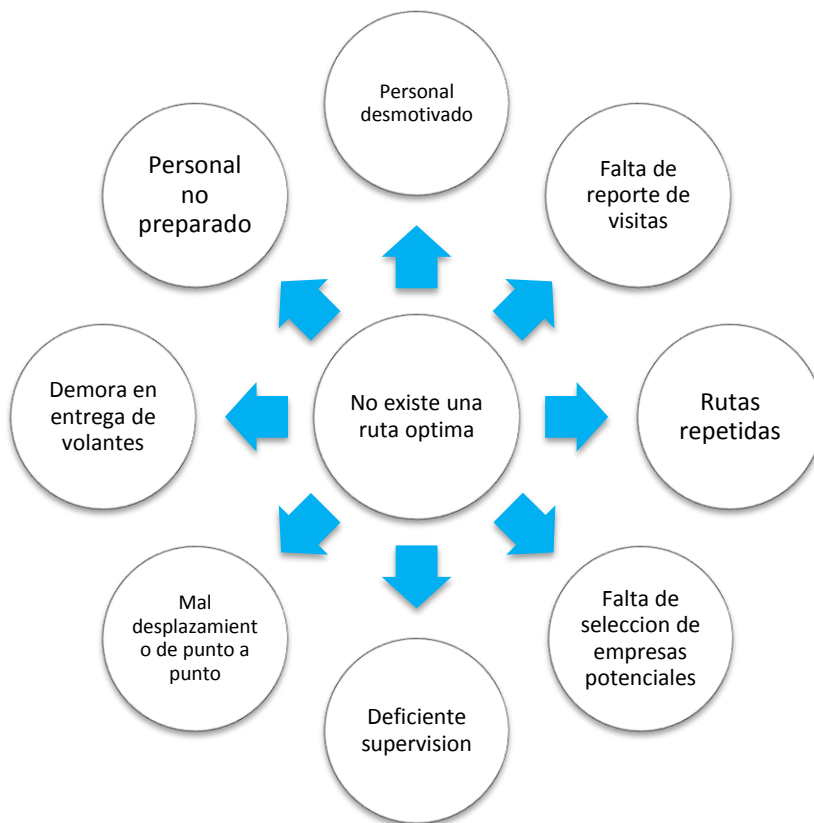 Personal
desmotivado
Falta de
reporte de
visitas
Rutas
repetidas
Falta de
seleccion de
empresas
potenciales
Deficiente
supervision
Mal
desplazamient
o de punto a
punto
Demora en
entrega de
volantes
Personal
no
preparado
No existe una
ruta optima